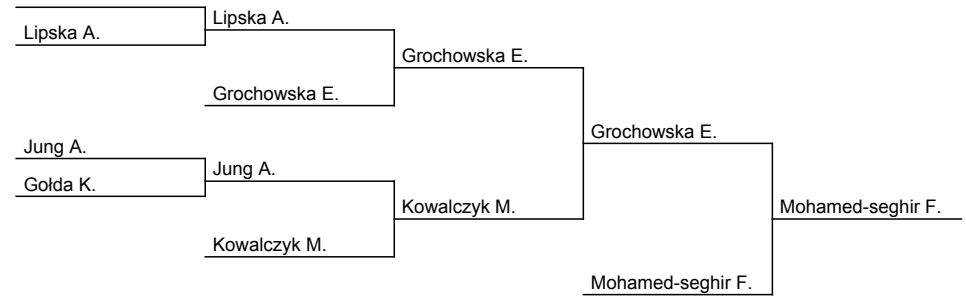 Lipska A.
Lipska A.
Grochowska E.
Grochowska E.
Grochowska E.
Jung A.
Jung A.
Gołda K.
Kowalczyk M.
Mohamed-seghir F.
Kowalczyk M.
Mohamed-seghir F.